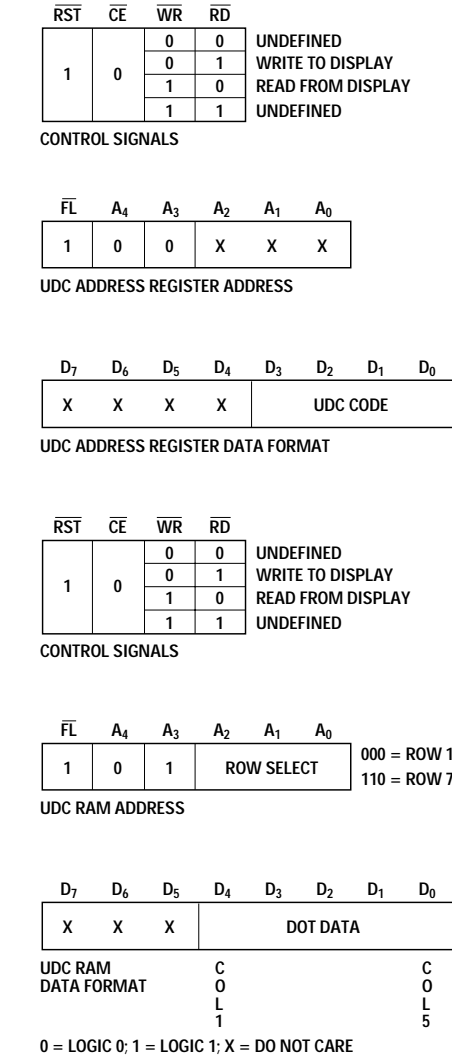 RST CE WR RD
0 0 UNDEFINED
0 1 WRITE TO DISPLAY
1 0
1 0 READ FROM DISPLAY
1 1 UNDEFINED
CONTROL SIGNALS
FL A4 A3 A2 A1 A0
1 0 0 X X X
UDC ADDRESS REGISTER ADDRESS
D7 D6 D5 D4 D3 D2 D1 D0
X X X X UDC CODE
UDC ADDRESS REGISTER DATA FORMAT
RST CE WR RD
0 0 UNDEFINED
0 1 WRITE TO DISPLAY
1 0
1 0 READ FROM DISPLAY
1 1 UNDEFINED
CONTROL SIGNALS
FL A4 A3 A2 A1 A0
1 0 1 ROW SELECT
000 = ROW 1
110 = ROW 7
UDC RAM ADDRESS
D7 D6 D5 D4 D3 D2 D1 D0
X X X DOT DATA
UDC RAM
DATA FORMAT
C C
O O
L L
1 5
0 = LOGIC 0; 1 = LOGIC 1; X = DO NOT CARE